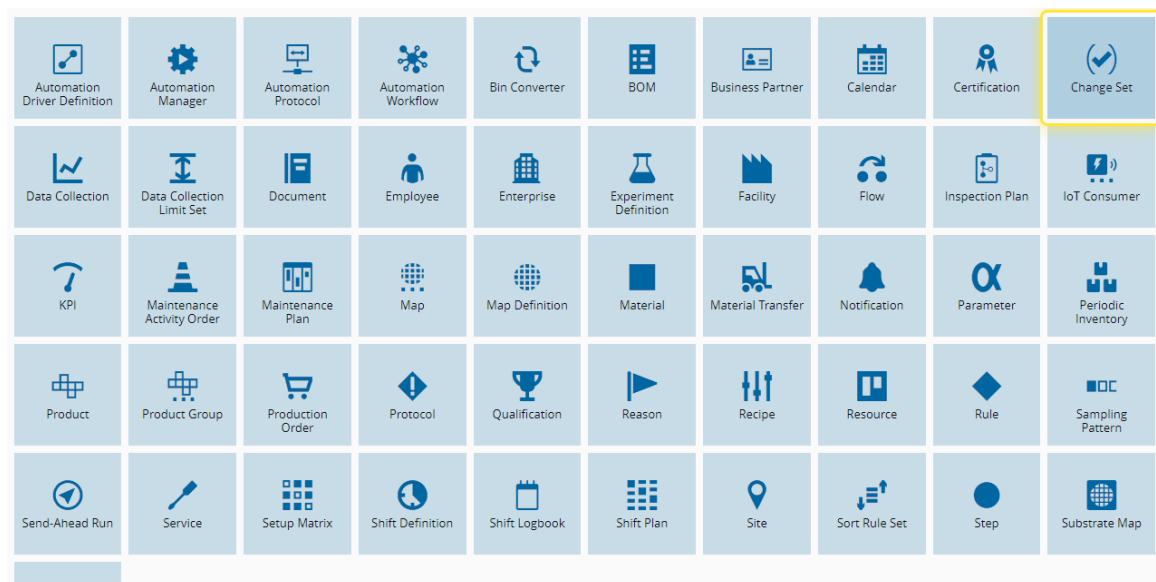 Automation
Driver Definition
Automation
Manager
Automation
Protocol
Automation
Workflow
Bin Converter
BOM
Business Partner
Calendar
Certification
Change Set
Data Collection
Data Collection
Limit Set
Document
Employee
Enterprise
Experiment
Definition
Facility
Flow
Inspection Plan
IoT Consumer
KPI
Maintenance
Activity Order
Maintenance
Plan
Map
Map Definition
Material
Material Transfer
Notification
Parameter
Periodic
Inventory
Product
Product Group
Production
Order
Protocol
Qualification
Reason
Recipe
Resource
Rule
Sampling
Pattern
Send-Ahead Run
Service
Setup Matrix
Shift Definition
Shift Logbook
Shift Plan
Site
Sort Rule Set
Step
Substrate Map